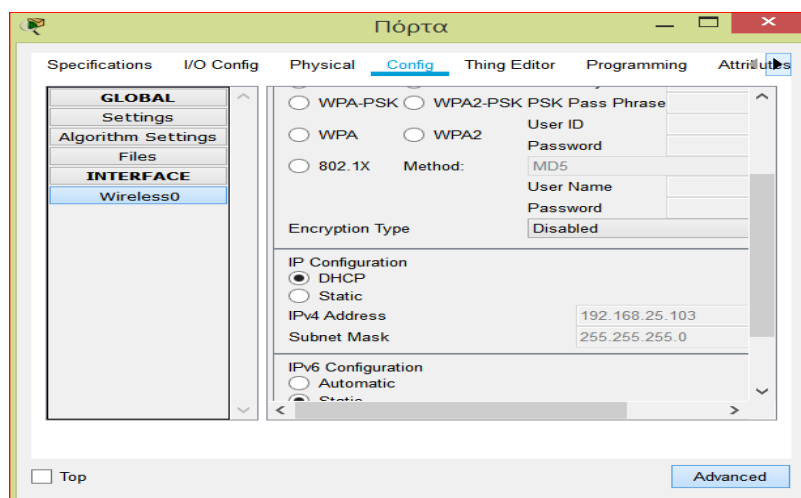 Πόρτα
Specifications I/O Config Physical Config Thing Editor Programming Attributes
GLOBAL
Settings
Algorithm Settings
Files
INTERFACE
Wireless0
WPA-PSK WPA2-PSK PSK Pass Phrase
User ID
WPA WPA2
Password
802.1X Method: MD5
User Name
Password
Encryption Type Disabled
IP Configuration
DHCP
Static
IPv4 Address 192.168.25.103
Subnet Mask 255.255.255.0
IPv6 Configuration
Automatic
Static
Top Advanced